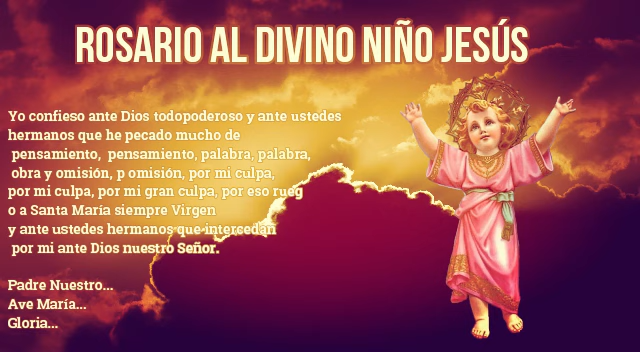 ROSARIO AL DIVINO NIÑO JESÚS
Yo confieso ante Dios todopoderoso y ante ustedes
hermanos que he pecado mucho de
pensamiento, pensamiento, palabra, palabra,
obra y omisión, p omisión, por mi culpa,
por mi culpa, por mi gran culpa, por eso rueg
o a Santa María siempre Virgen
y ante ustedes hermanos que intercedan
por mi ante Dios nuestro Señor.
Padre Nuestro...
Ave María...
Gloria...